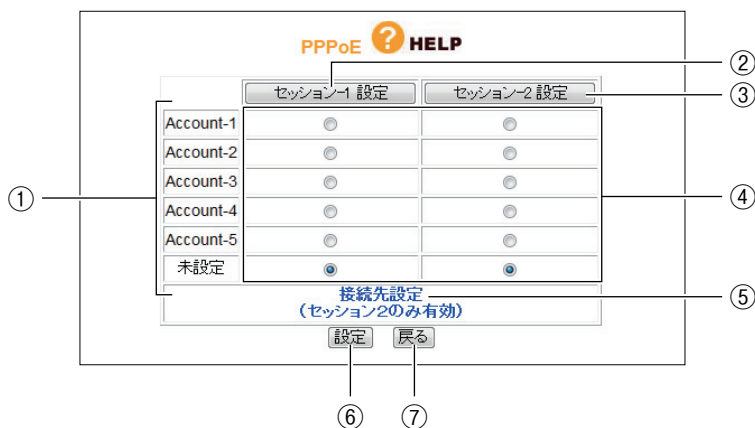 PPPoE ? HELP
②
セッション-1 設定 セッション-2 設定
③
Account-1
Account-2
Account-3
①
④
Account-4
Account-5
未設定
接続先設定
⑤
(セッション2のみ有効)
設定 戻る
⑥ ⑦